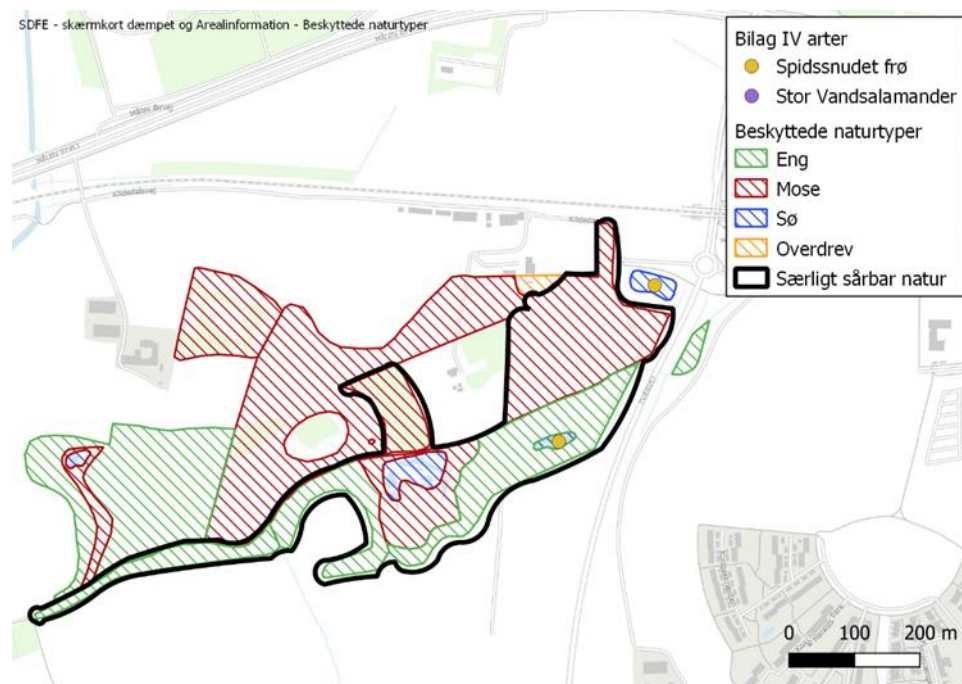 SDFE - skærmkort dæmpet og Arealinformation - Beskyttede naturtyper
Bilag IV arter
Spidssnudet frø
Stor Vandsalamander
Beskyttede naturtyper
Eng
Mose
Sø
Overdrev
Særligt sårbar natur
0 100 200 m